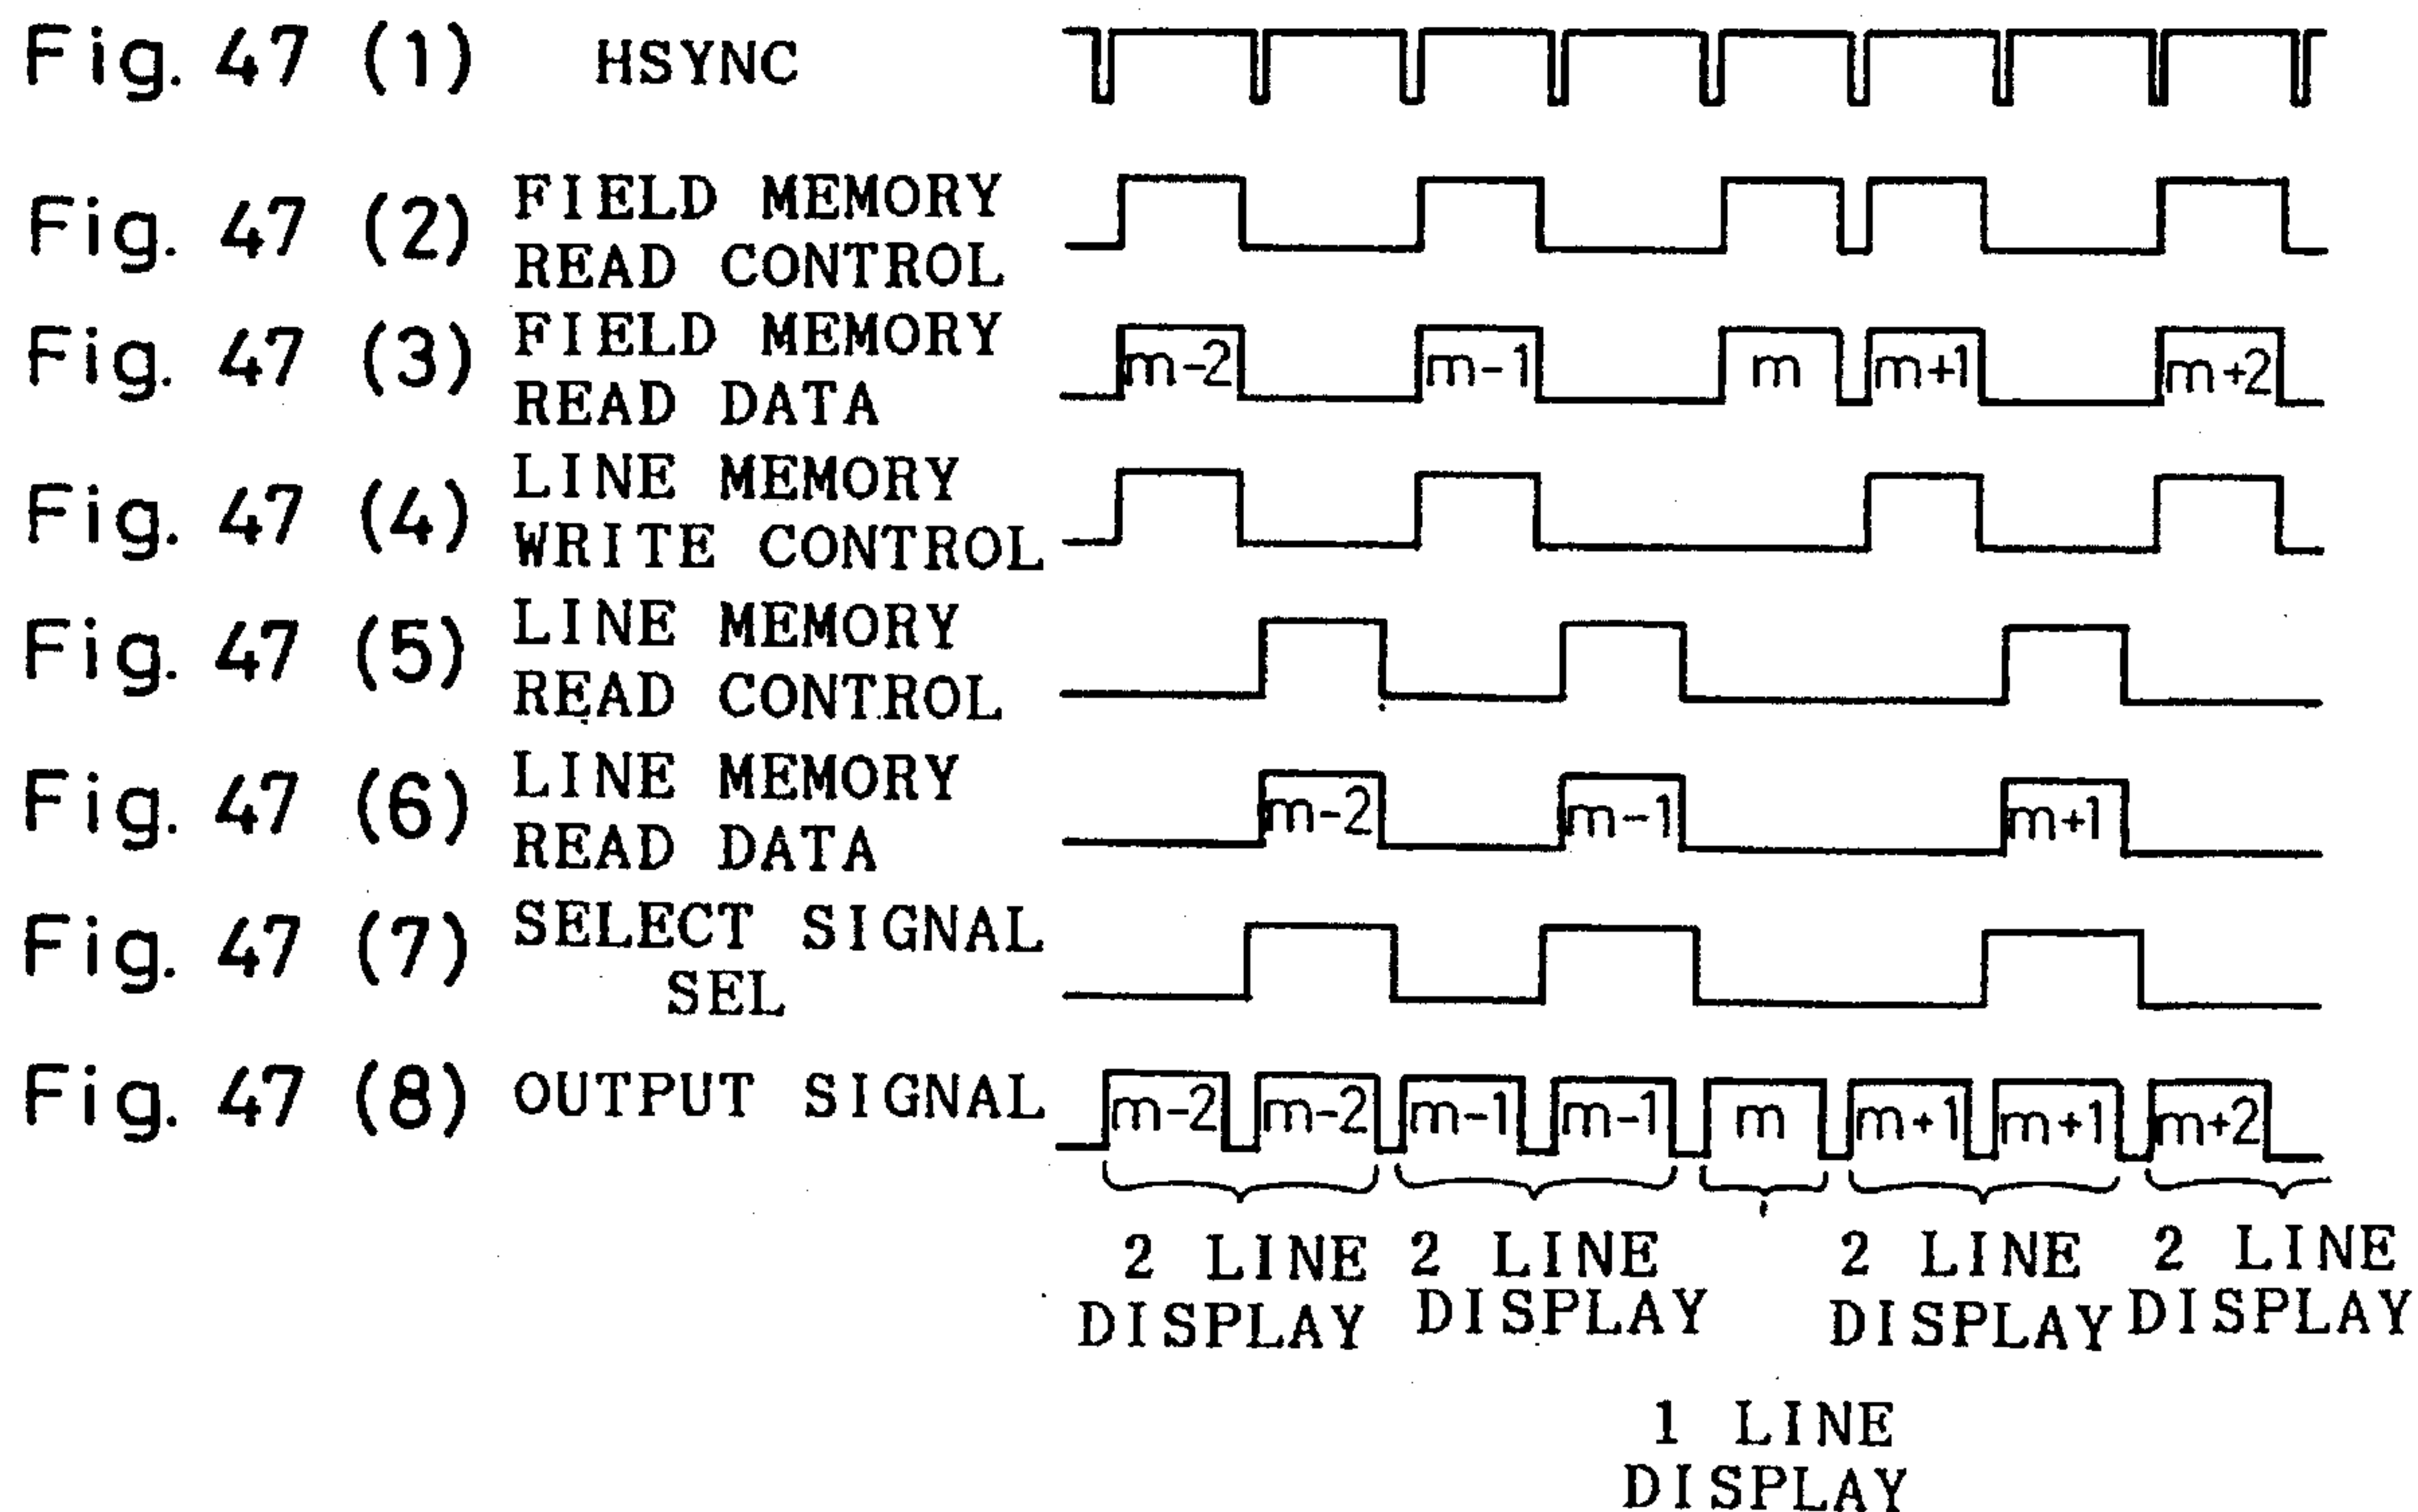 Fig. 47 (1) HSYNC
Fig. 47 (2) FIELD MEMORY
READ CONTROL
Fig. 47 (3) FIELD MEMORY
READ DATA
m-2 m-1 m m+1 m+2
Fig. 47 (4) LINE MEMORY
WRITE CONTROL
Fig. 47 (5) LINE MEMORY
READ CONTROL
Fig. 47 (6) LINE MEMORY
READ DATA
m-2 m-1 m+1
Fig. 47 (7) SELECT SIGNAL
SEL
Fig. 47 (8) OUTPUT SIGNAL m-2 m-2 m-1 m-1 m m+1 m+1 m+2
2 LINE DISPLAY
2 LINE DISPLAY
1 LINE DISPLAY
2 LINE DISPLAY
2 LINE DISPLAY